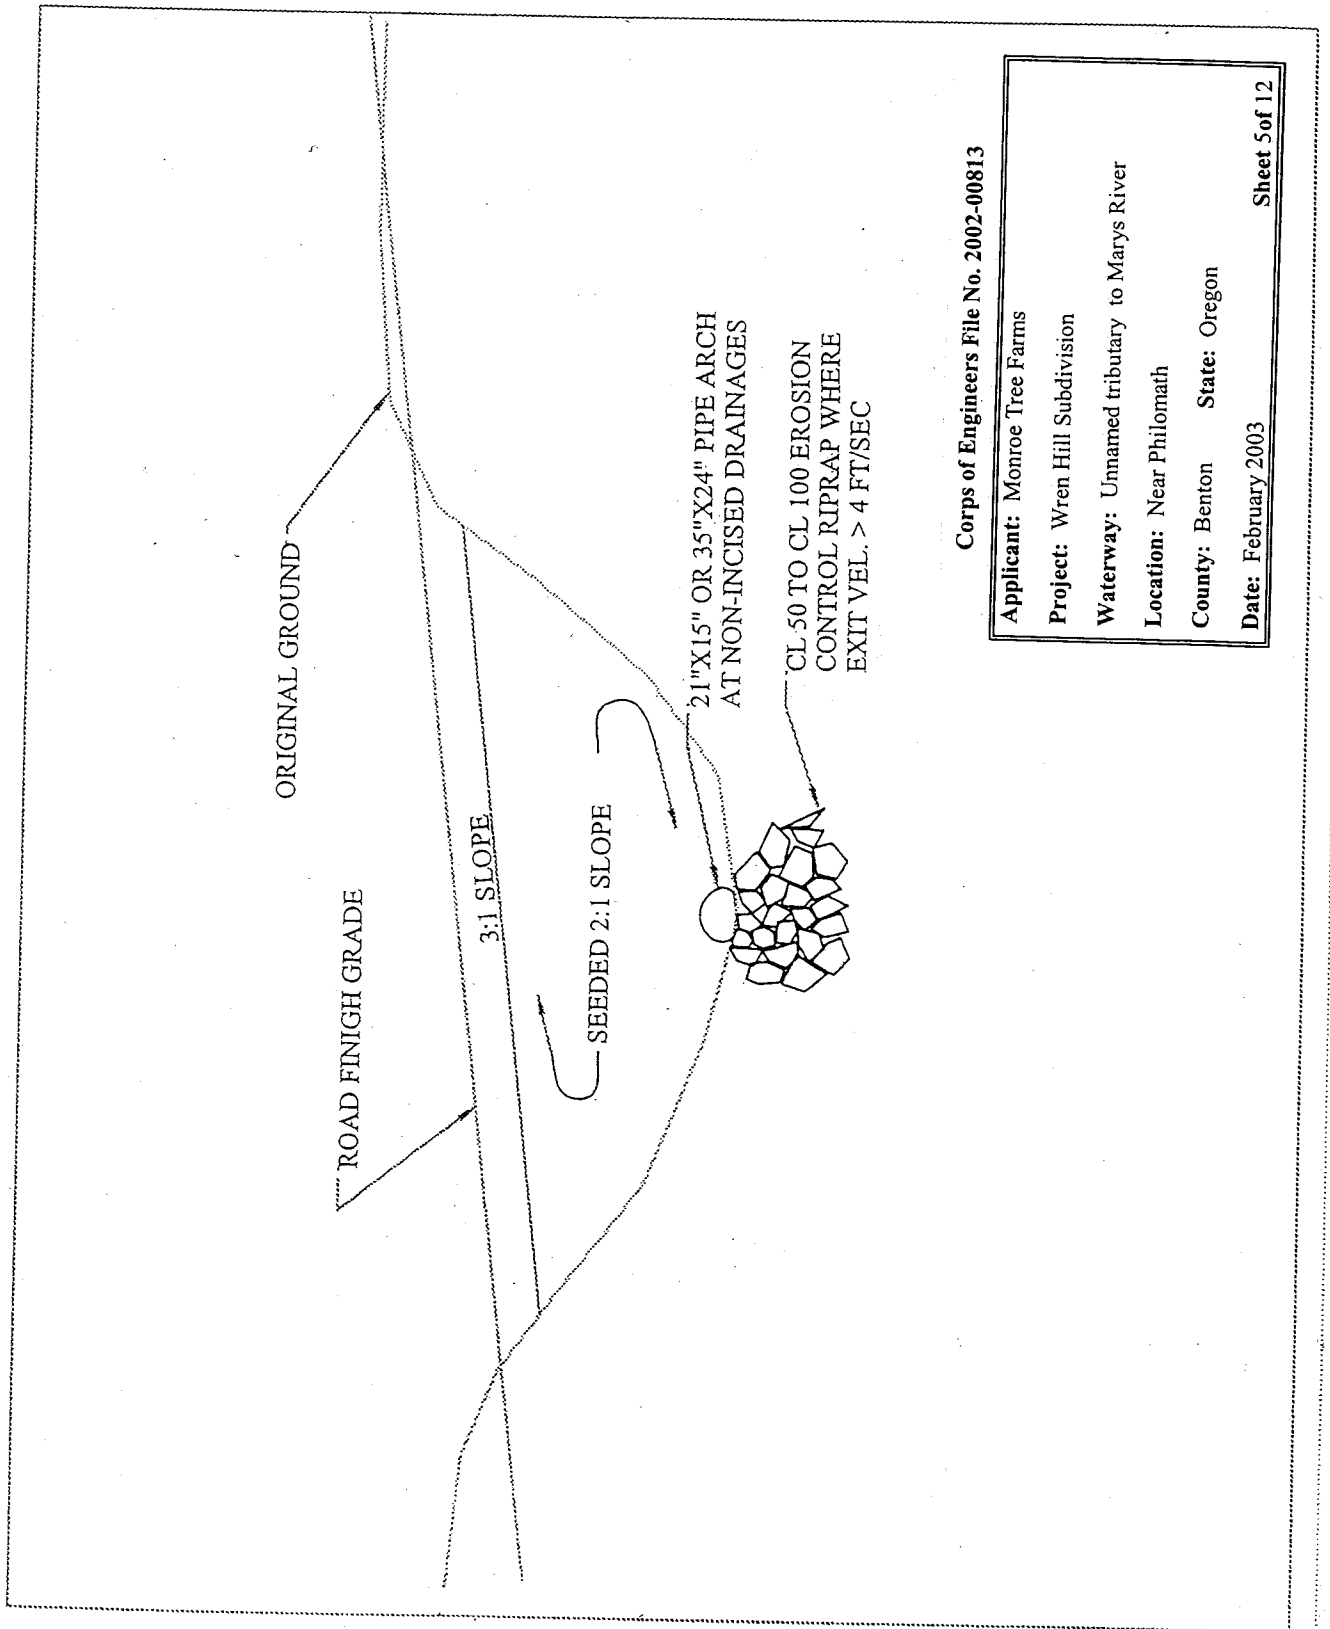 ORIGINAL GROUND
ROAD FINIGH GRADE
3:1 SLOPE
SEEDED 2:1 SLOPE
21"X15" OR 35"X24" PIPE ARCH
AT NON-INCISED DRAINAGES
CL 50 TO CL 100 EROSION
CONTROL RIPRAP WHERE
EXIT VEL. > 4 FT/SEC
Corps of Engineers File No. 2002-00813
Applicant: Monroe Tree Farms
Project: Wren Hill Subdivision
Waterway: Unnamed tributary to Marys River
Location: Near Philomath
County: Benton State: Oregon
Date: February 2003 Sheet 5of 12